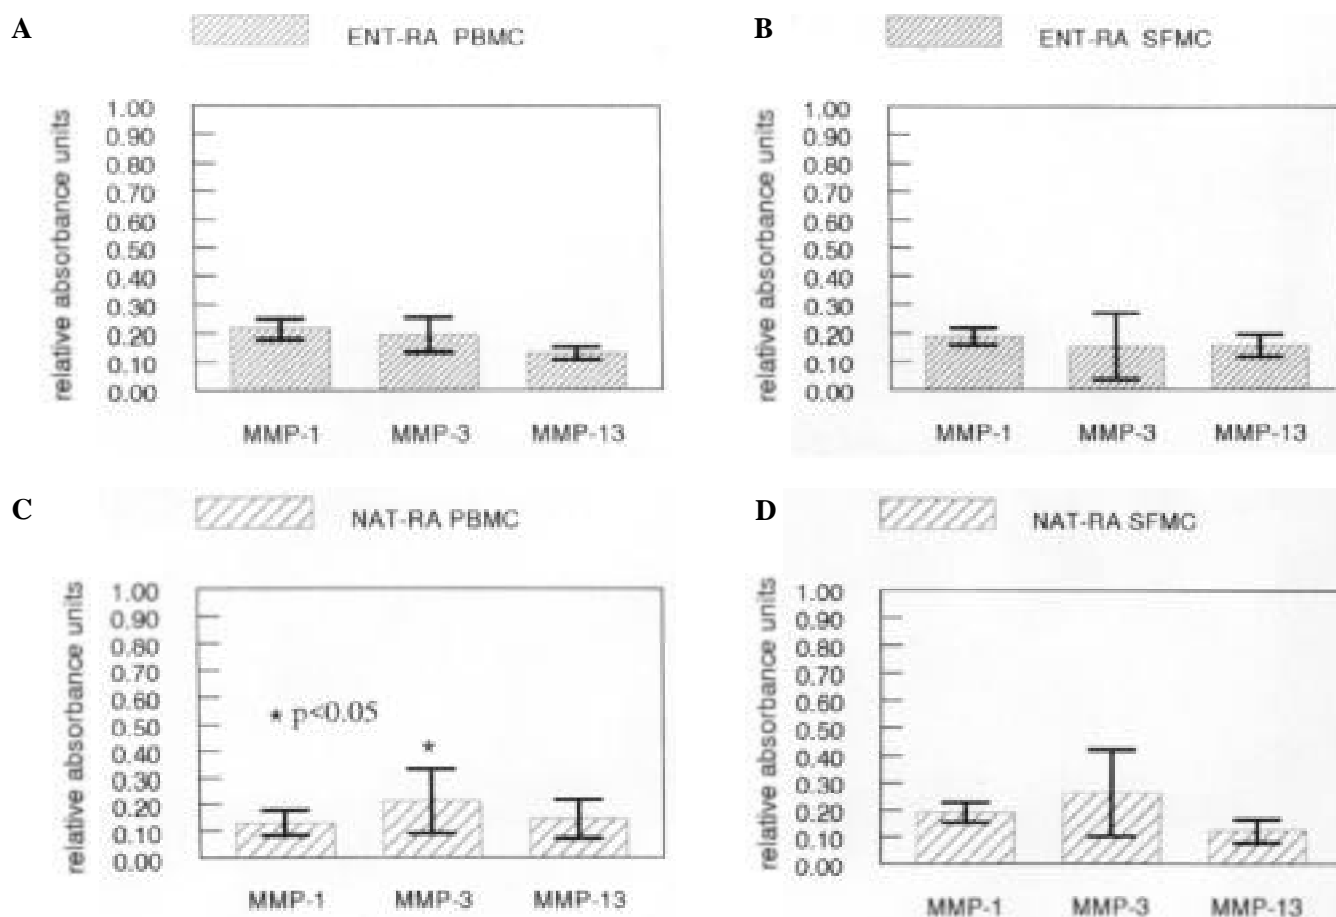 A
ENT-RA PBMC
relative absorbance units
1.00
0.90
0.80
0.70
0.60
0.50
0.40
0.30
0.20
0.10
0.00
MMP-1 MMP-3 MMP-13
B
ENT-RA SFMC
relative absorbance units
1.00
0.90
0.80
0.70
0.60
0.50
0.40
0.30
0.20
0.10
0.00
MMP-1 MMP-3 MMP-13
C
NAT-RA PBMC
relative absorbance units
1.00
0.90
0.80
0.70
0.60
0.50
0.40
0.30
0.20
0.10
0.00
* p<0.05
*
MMP-1 MMP-3 MMP-13
D
NAT-RA SFMC
relative absorbance units
1.00
0.90
0.80
0.70
0.60
0.50
0.40
0.30
0.20
0.10
0.00
MMP-1 MMP-3 MMP-13